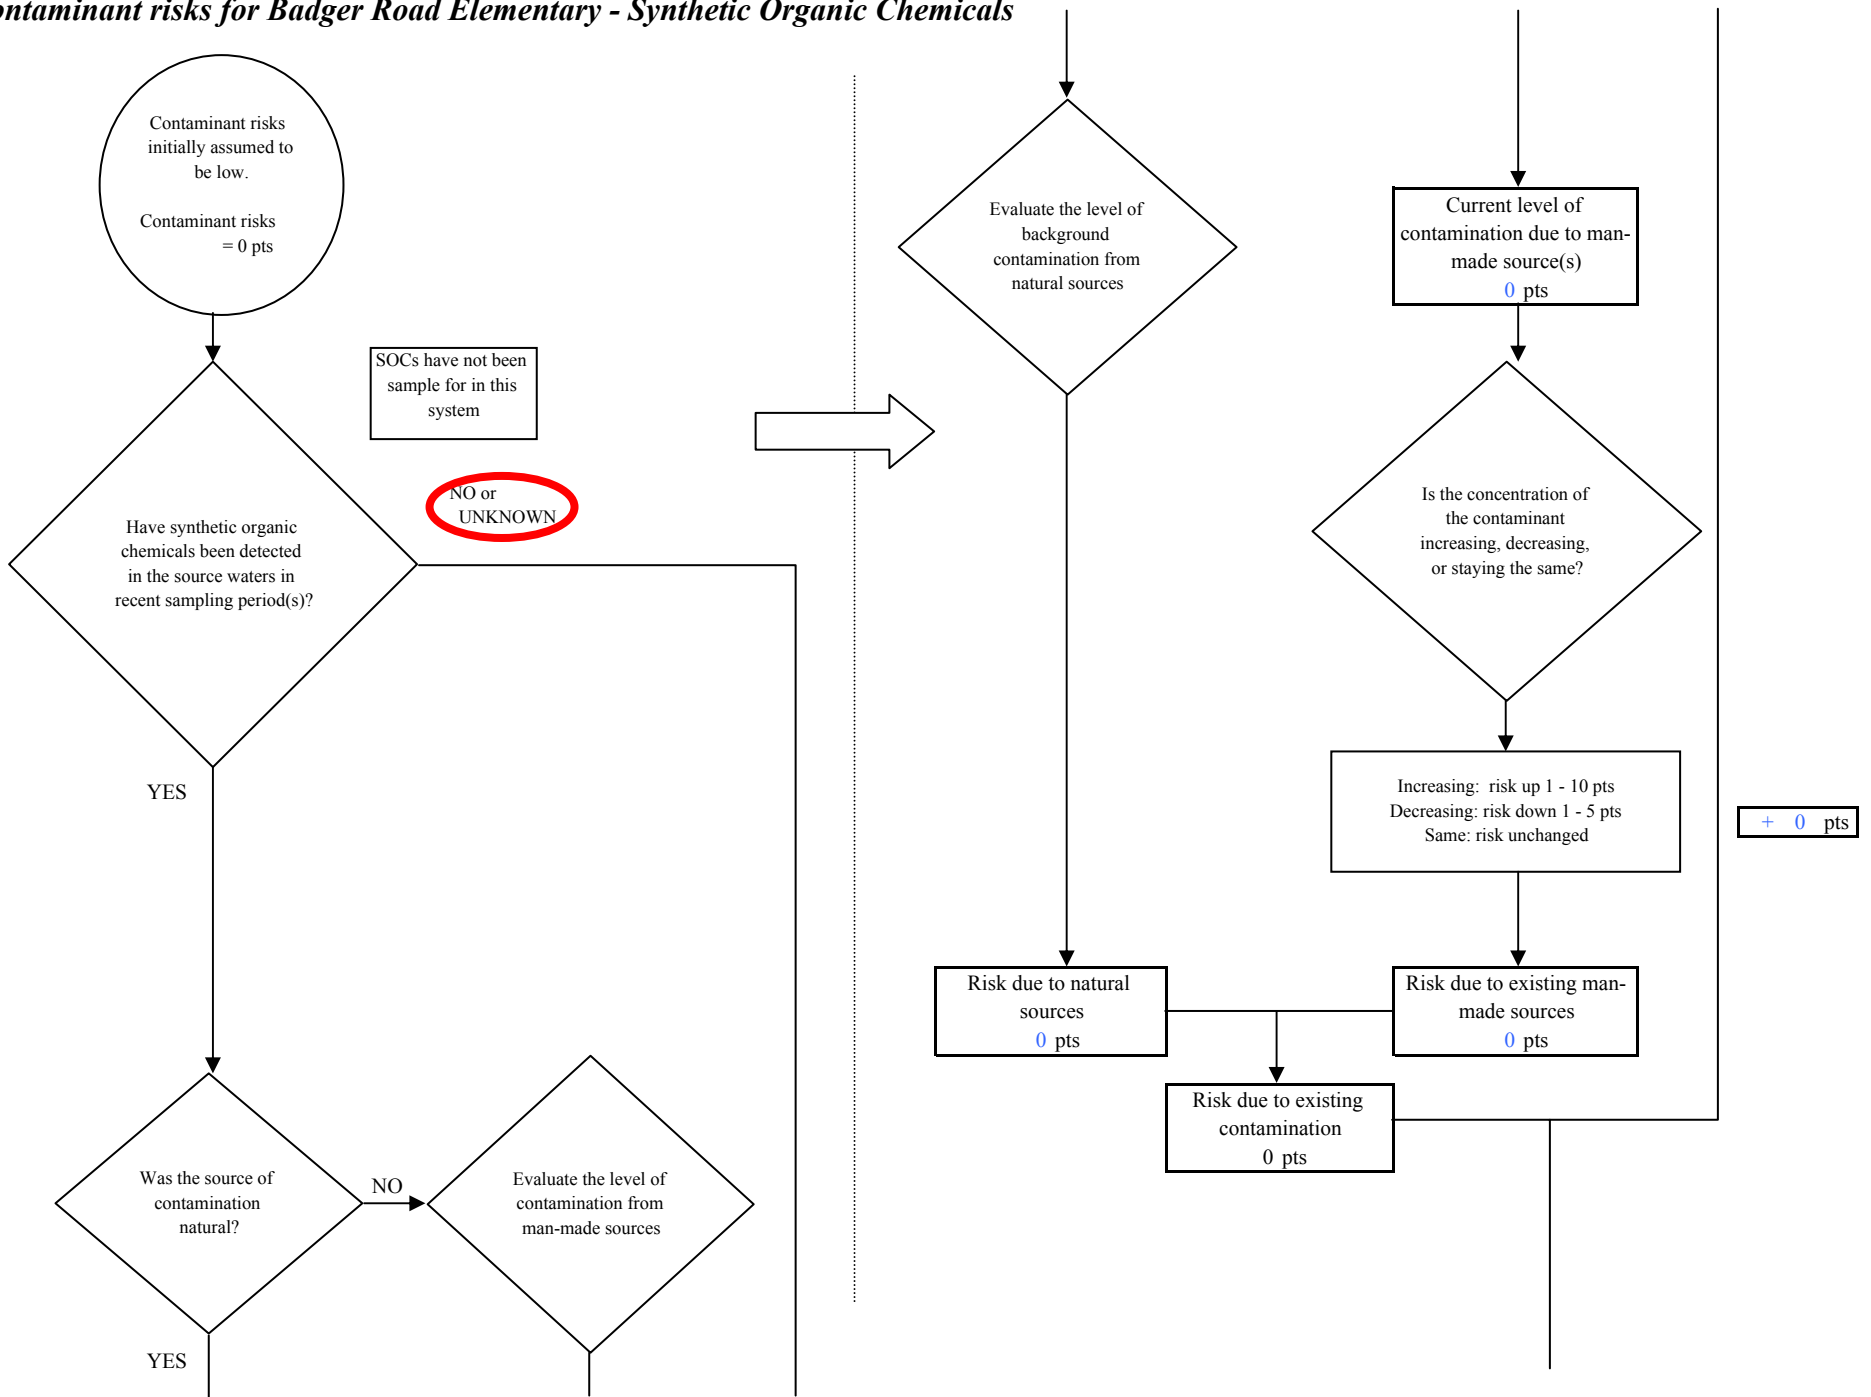 ontaminant risks for Badger Road Elementary - Synthetic Organic Chemicals
Contaminant risks
initially assumed to
be low.
Contaminant risks
= 0 pts
SOCs have not been
sample for in this
system
NO or
UNKNOWN
Have synthetic organic
chemicals been detected
in the source waters in
recent sampling period(s)?
YES
Was the source of
contamination
natural?
NO
Evaluate the level of
contamination from
man-made sources
YES
Evaluate the level of
background
contamination from
natural sources
Current level of
contamination due to man-
made source(s)
0 pts
Is the concentration of
the contaminant
increasing, decreasing,
or staying the same?
Increasing: risk up 1 - 10 pts
Decreasing: risk down 1 - 5 pts
Same: risk unchanged
+ 0 pts
Risk due to natural
sources
0 pts
Risk due to existing man-
made sources
0 pts
Risk due to existing
contamination
0 pts